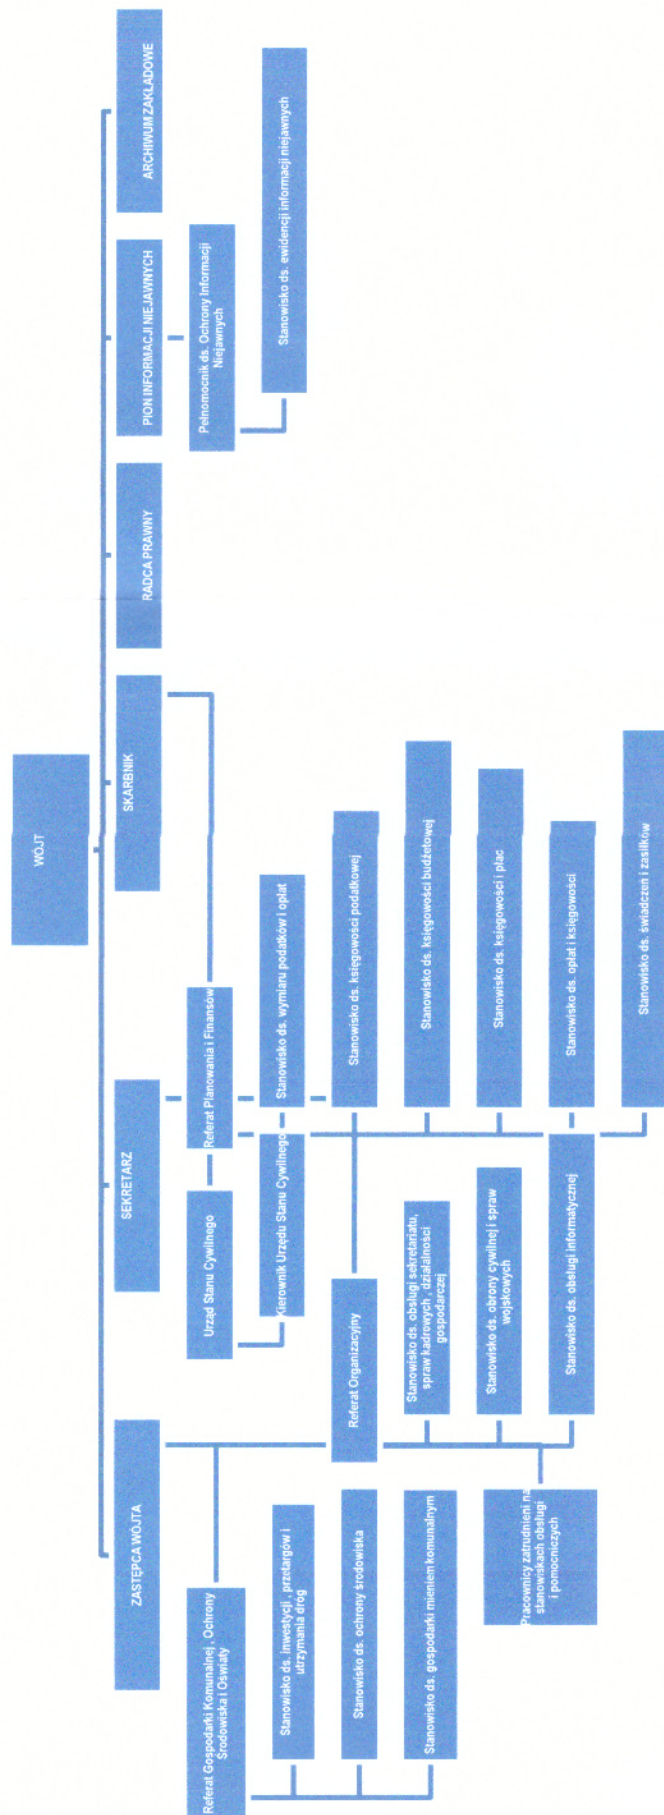 WÓJT
ZASTĘPCA WÓJTA
SEKRETARZ
SKARBNIK
RADCA PRAWNY
PION INFORMACJI NIEJAWNYCH
ARCHIWUM ZAKŁADOWE
Referat Gospodarki Komunalnej , Ochrony
Środowiska i Oświaty
Urząd Stanu Cywilnego
Referat Planowania i Finansów
Pełnomocnik ds. Ochrony Informacji
Niejawnych
Stanowisko ds. inwestycji , przetargów i
utrzymania dróg
Kierownik Urzędu Stanu Cywilnego
Stanowisko ds. wymiaru podatków i opłat
Stanowisko ds. ewidencji informacji niejawnych
Stanowisko ds. ochrony środowiska
Referat Organizacyjny
Stanowisko ds. księgowości podatkowej
Stanowisko ds. gospodarki mieniem komunalnym
Stanowisko ds. obsługi sekretariatu,
spraw kadrowych , działalności
gospodarczej
Stanowisko ds. księgowości budżetowej
Pracownicy zatrudnieni na
stanowiskach obsługi
i pomocniczych
Stanowisko ds. obrony cywilnej i spraw
wojskowych
Stanowisko ds. księgowości i płac
Stanowisko ds. obsługi informatycznej
Stanowisko ds. opłat i księgowości
Stanowisko ds. świadczeń i zasiłków